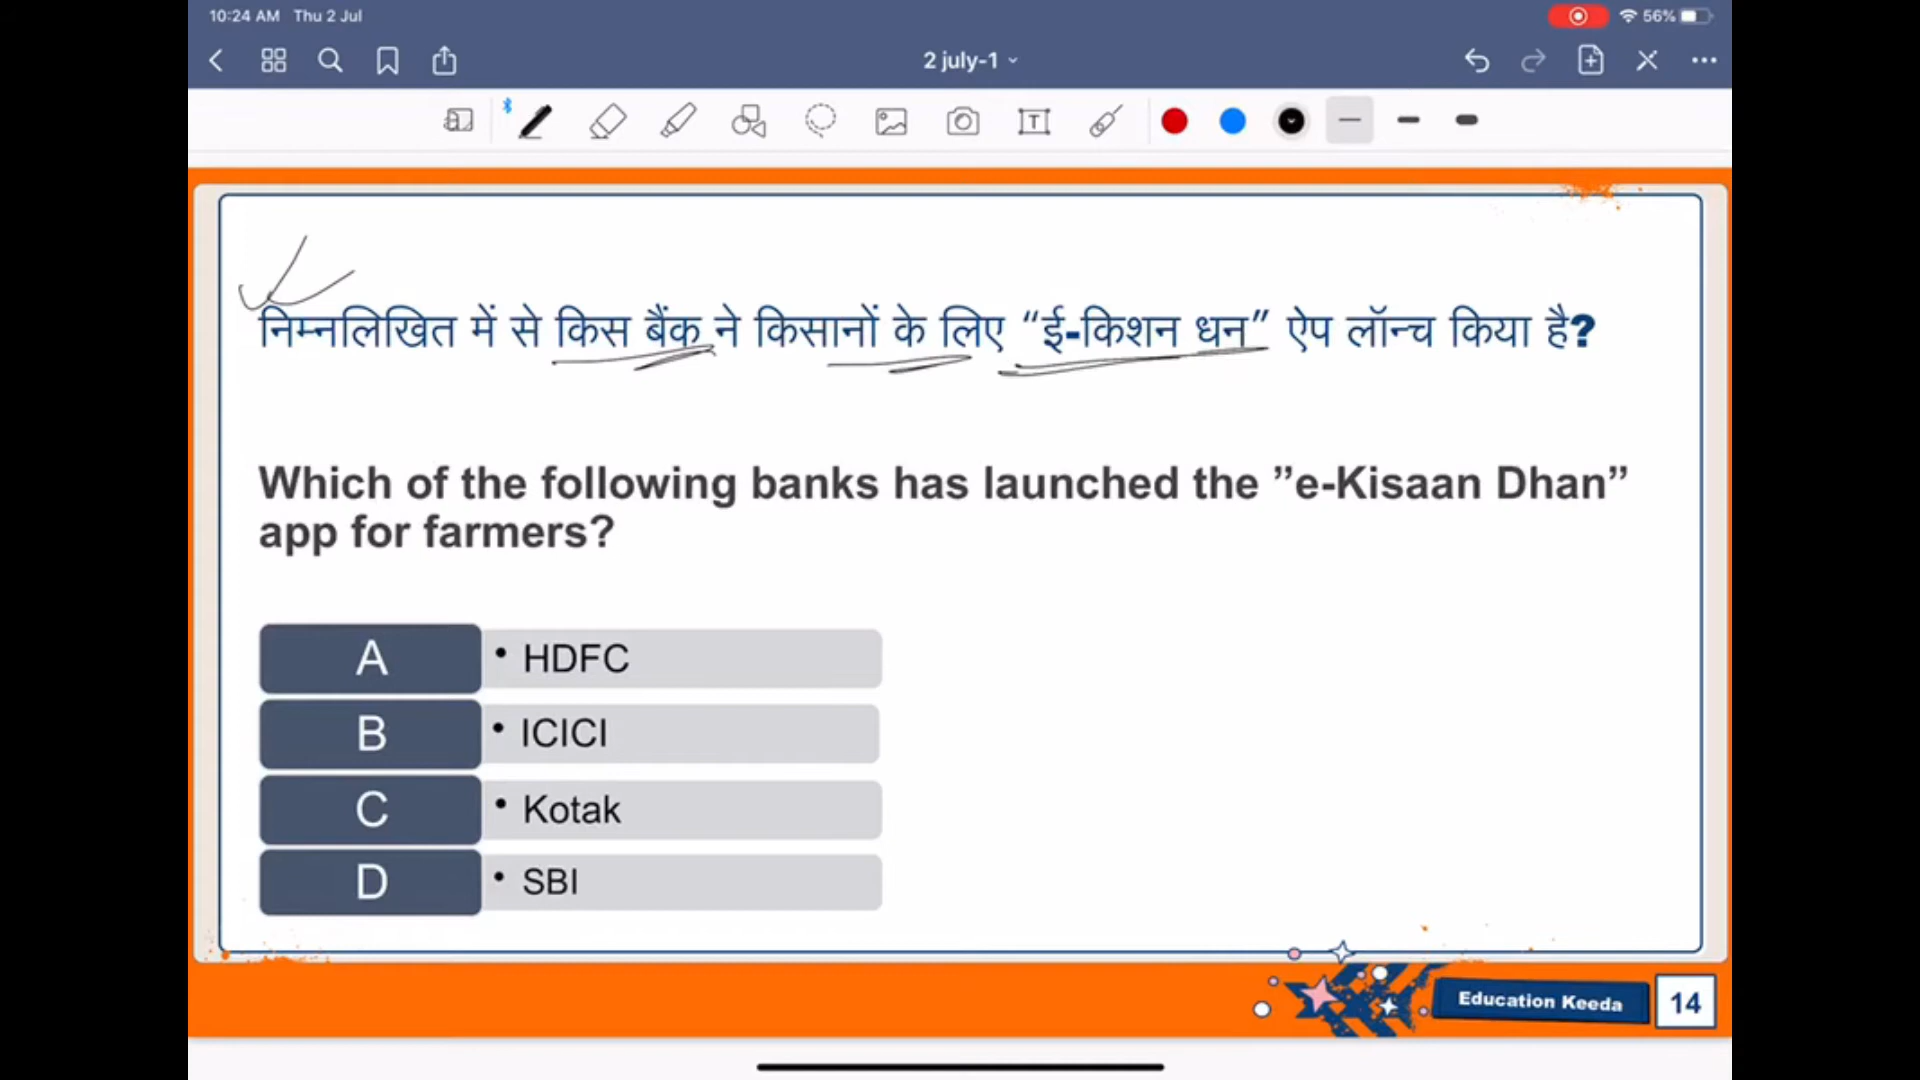 10:24 AM Thu 2 Jul
56%
2 july-1
T
निम्नलिखित में से किस बैंक ने किसानों के लिए “ई-किशन धन” ऐप लॉन्च किया है?
Which of the following banks has launched the ”e-Kisaan Dhan”
app for farmers?
A • HDFC
B • ICICI
C • Kotak
D • SBI
Education Keeda 14